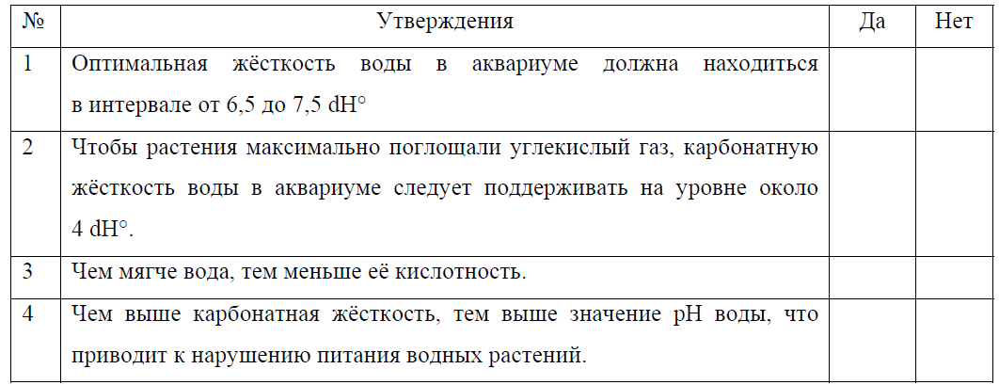 № Утверждения Да Нет
1 Оптимальная жёсткость воды в аквариуме должна находиться
в интервале от 6,5 до 7,5 dH°
2 Чтобы растения максимально поглощали углекислый газ, карбонатную
жёсткость воды в аквариуме следует поддерживать на уровне около
4 dH°.
3 Чем мягче вода, тем меньше её кислотность.
4 Чем выше карбонатная жёсткость, тем выше значение pH воды, что
приводит к нарушению питания водных растений.